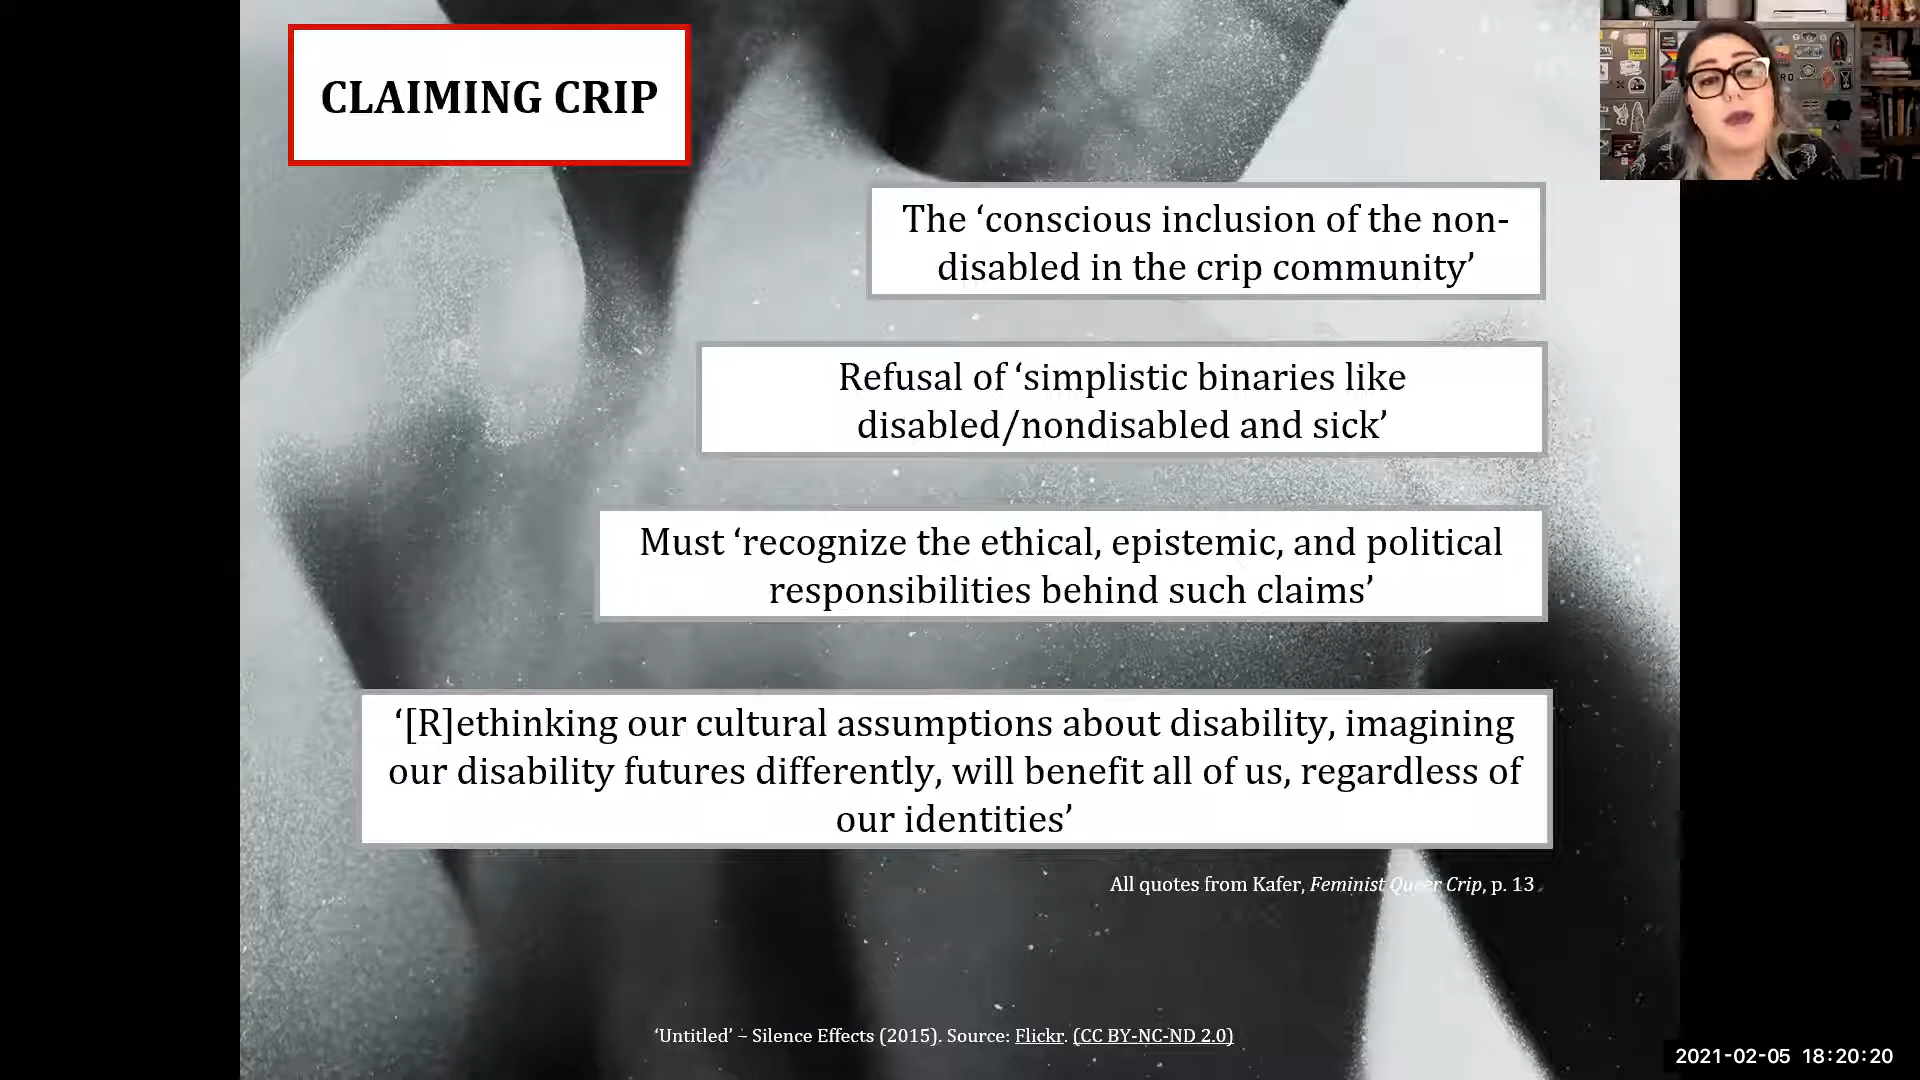 CLAIMING CRIP
The ‘conscious inclusion of the non-
disabled in the crip community’
Refusal of ‘simplistic binaries like
disabled/nondisabled and sick’
Must ‘recognize the ethical, epistemic, and political
responsibilities behind such claims’
‘[R]ethinking our cultural assumptions about disability, imagining
our disability futures differently, will benefit all of us, regardless of
our identities’
All quotes from Kafer, Feminist Queer Crip, p. 13
‘Untitled’ – Silence Effects (2015). Source: Flickr. (CC BY-NC-ND 2.0)
2021-02-05 18:20:20